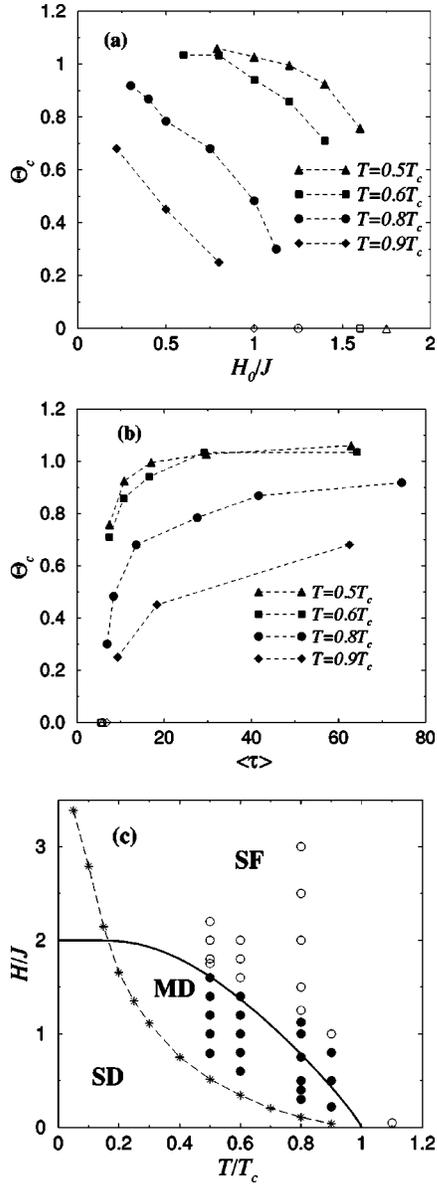 (a)
1.2
1
0.8
0.6
0.4
0.2
0
Θc
T=0.5Tc
T=0.6Tc
T=0.8Tc
T=0.9Tc
0 0.5 1 1.5 2
H0/J
(b)
1.2
1.0
0.8
0.6
0.4
0.2
0.0
Θc
T=0.5Tc
T=0.6Tc
T=0.8Tc
T=0.9Tc
0 20 40 60 80
<τ>
(c)
SF
MD
SD
3
2
1
0
H/J
0 0.2 0.4 0.6 0.8 1 1.2
T/Tc